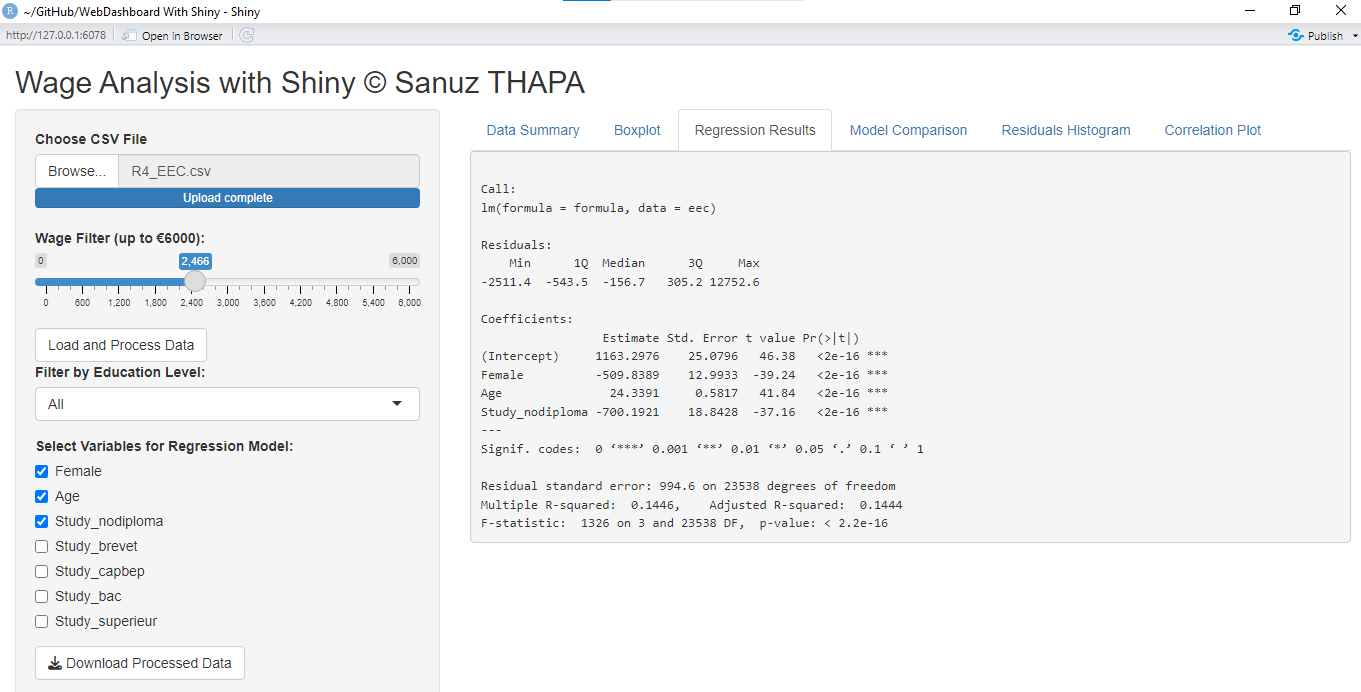 ~/GitHub/WebDashboard With Shiny - Shiny
http://127.0.0.1:6078 Open in Browser Publish
Wage Analysis with Shiny © Sanuz THAPA
Choose CSV File
Browse... R4_EEC.csv
Upload complete
Wage Filter (up to €6000):
0 2,466 6,000
0 600 1,200 1,800 2,400 3,000 3,600 4,200 4,800 5,400 6,000
Load and Process Data
Filter by Education Level:
All
Select Variables for Regression Model:
Female
Age
Study_nodiploma
Study_brevet
Study_capbep
Study_bac
Study_superieur
Download Processed Data
Data Summary Boxplot Regression Results Model Comparison Residuals Histogram Correlation Plot
Call:
lm(formula = formula, data = eec)
Residuals:
    Min      1Q  Median      3Q     Max
-2511.4  -543.5  -156.7   305.2 12752.6
Coefficients:
                 Estimate Std. Error t value Pr(>|t|)
(Intercept)     1163.2976    25.0796   46.38   <2e-16 ***
Female          -509.8389    12.9933  -39.24   <2e-16 ***
Age               24.3391     0.5817   41.84   <2e-16 ***
Study_nodiploma -700.1921    18.8428  -37.16   <2e-16 ***
---
Signif. codes:  0 ‘***’ 0.001 ‘**’ 0.01 ‘*’ 0.05 ‘.’ 0.1 ‘ ’ 1
Residual standard error: 994.6 on 23538 degrees of freedom
Multiple R-squared:  0.1446,    Adjusted R-squared:  0.1444
F-statistic:  1326 on 3 and 23538 DF,  p-value: < 2.2e-16